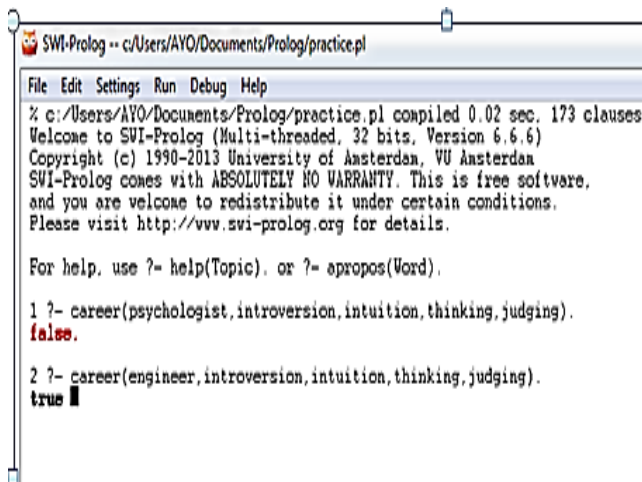 SWI-Prolog -- c:/Users/AYO/Documents/Prolog/practice.pl
File Edit Settings Run Debug Help
% c:/Users/AYO/Documents/Prolog/practice.pl compiled 0.02 sec, 173 clauses
Welcome to SWI-Prolog (Multi-threaded, 32 bits, Version 6.6.6)
Copyright (c) 1990-2013 University of Amsterdam, VU Amsterdam
SWI-Prolog comes with ABSOLUTELY NO WARRANTY. This is free software,
and you are welcome to redistribute it under certain conditions.
Please visit http://www.swi-prolog.org for details.
For help, use ?- help(Topic). or ?- apropos(Word).
1 ?- career(psychologist,introversion,intuition,thinking,judging).
false.
2 ?- career(engineer,introversion,intuition,thinking,judging).
true